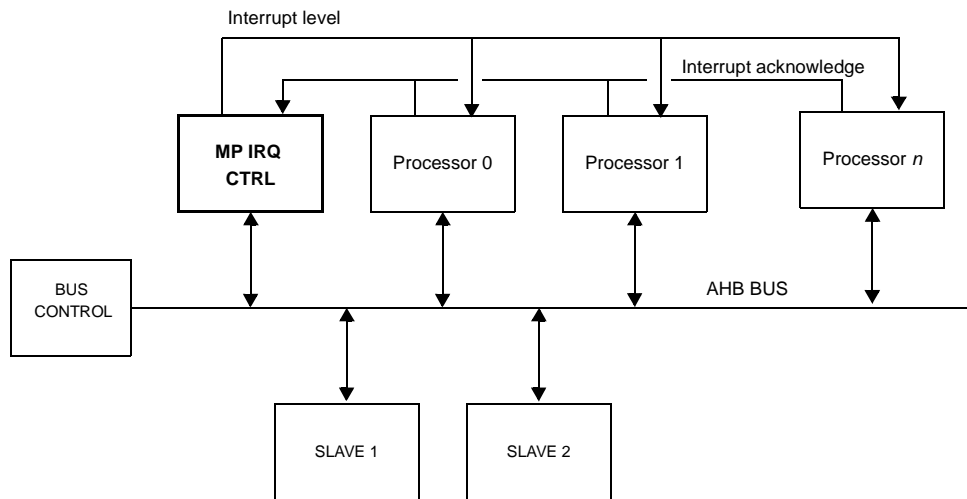 Interrupt level
Interrupt acknowledge
MP IRQ
CTRL
Processor 0
Processor 1
Processor n
BUS
CONTROL
AHB BUS
SLAVE 1
SLAVE 2